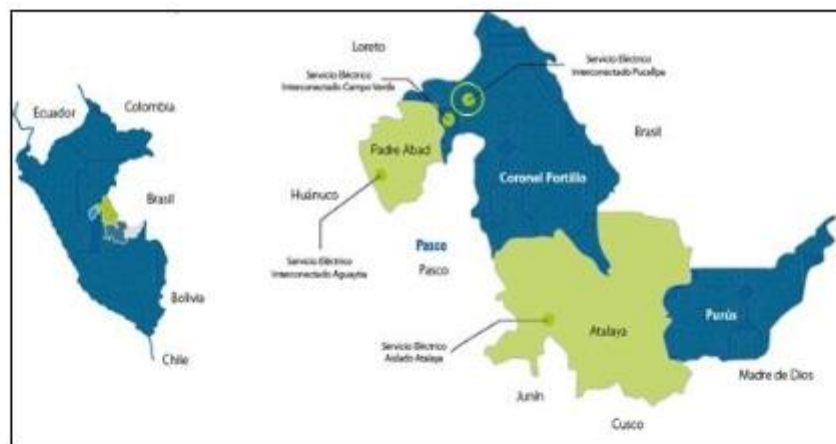 Ecuador
Colombia
Brasil
Bolivia
Chile
Loreto
Servicio Eléctrico
Interconectado Campo Verde
Servicio Eléctrico
Interconectado Pucallpa
Brasil
Padre Abad
Coronel Portillo
Huánuco
Servicio Eléctrico
Interconectado Aguaytía
Pasco
Pasco
Servicio Eléctrico
Aislado Atalaya
Atalaya
Purús
Madre de Dios
Junín
Cusco